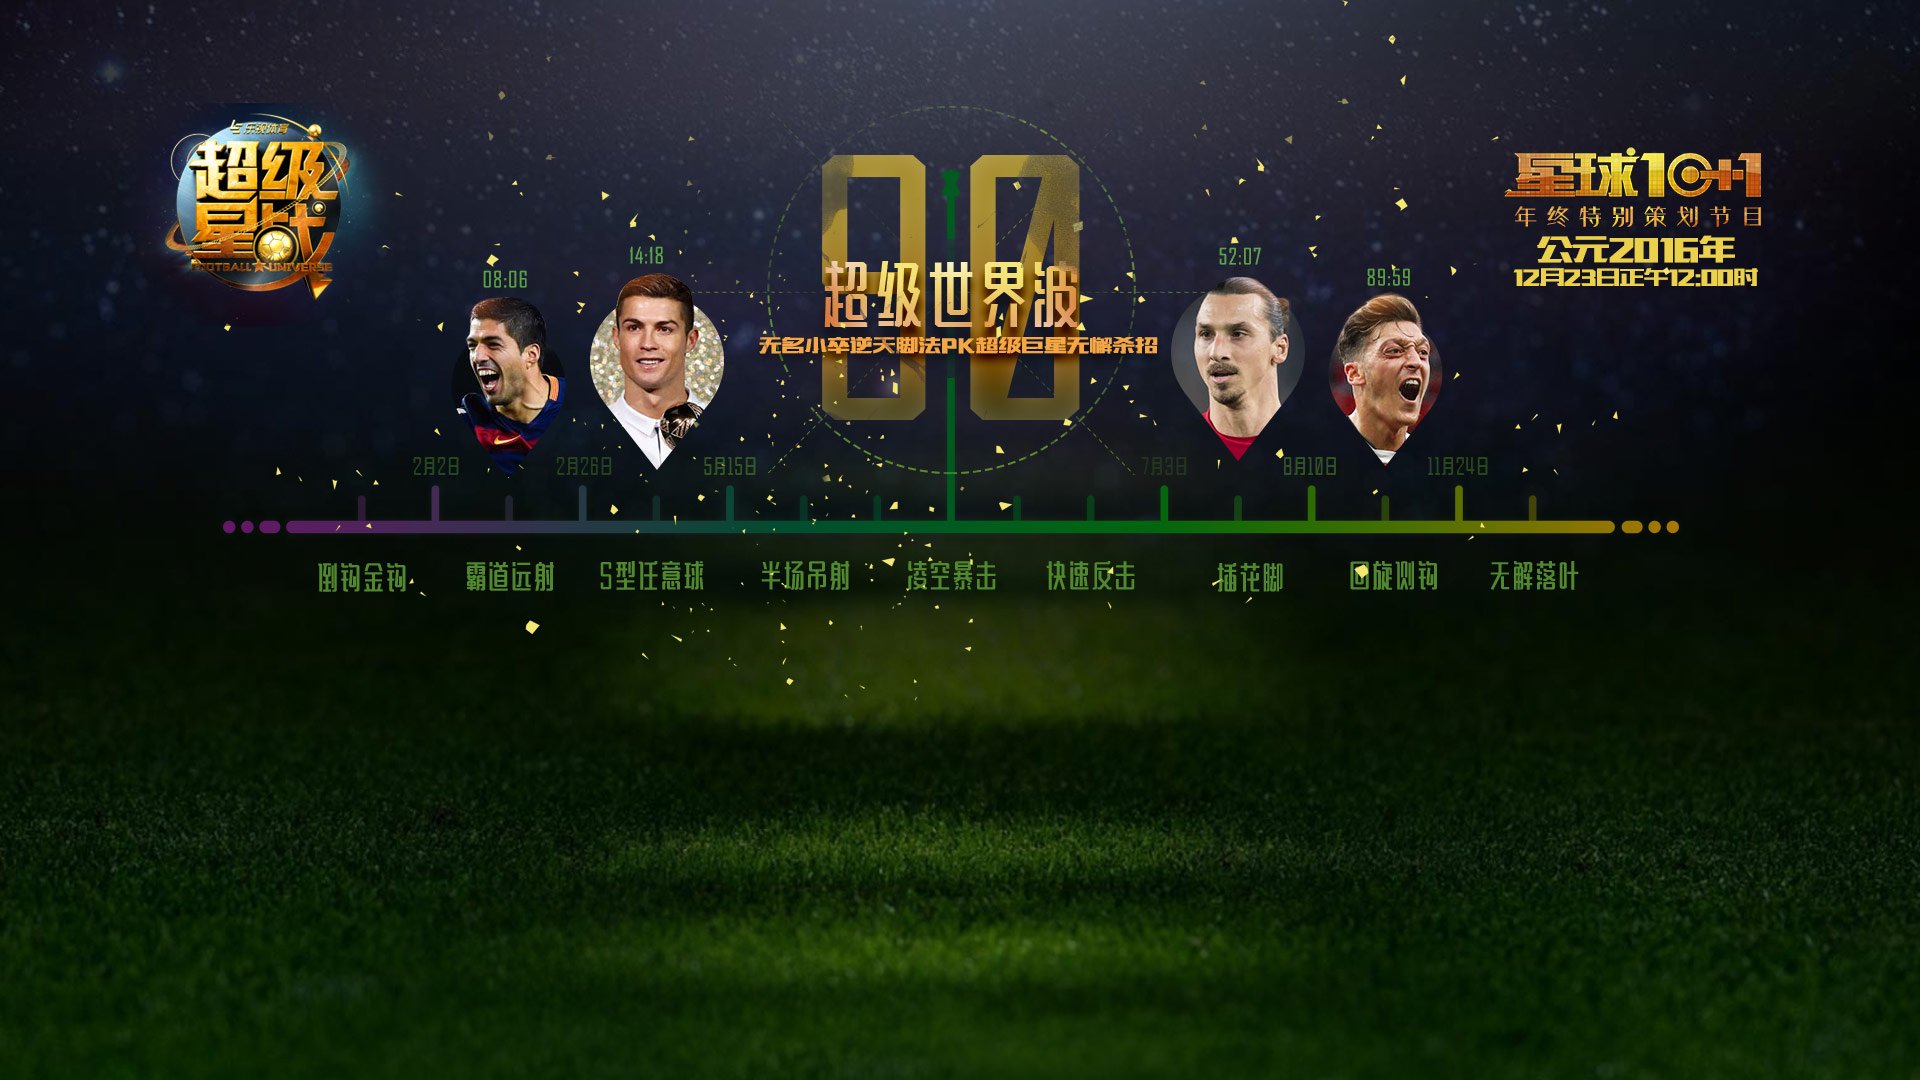 乐视体育
超级
星战
FOOTBALL★UNIVERSE
星球10+1
年终特别策划节目
公元2016年
12月23日正午12:00时
超级世界波
无名小卒逆天脚法PK超级巨星无懈杀招
08:06
14:18
52:07
89:59
2月2日
2月26日
5月15日
7月3日
8月10日
11月24日
倒钩金钩
霸道远射
S型任意球
半场吊射
凌空暴击
快速反击
插花脚
回旋侧钩
无解落叶